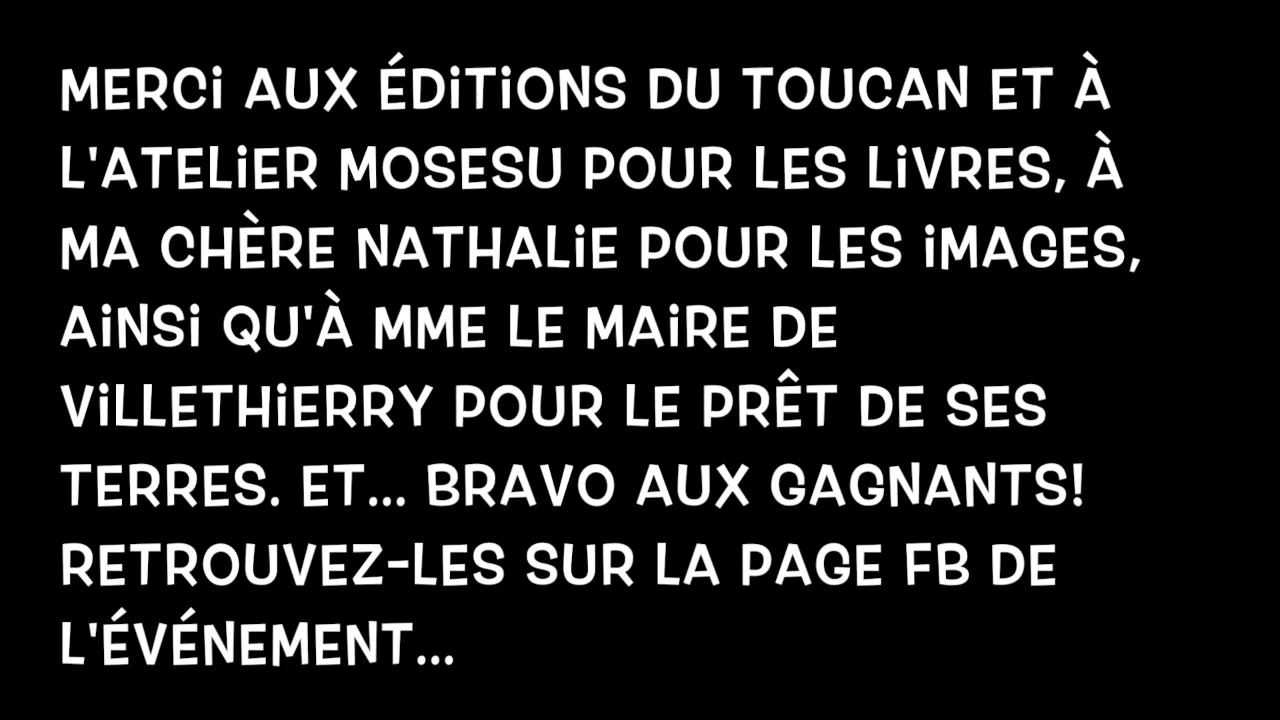 MERCI AUX ÉDITIONS DU TOUCAN ET À
L'ATELIER MOSESU POUR LES LIVRES, À
MA CHÈRE NATHALIE POUR LES IMAGES,
AINSI QU'À MME LE MAIRE DE
VILLETHIERRY POUR LE PRÊT DE SES
TERRES. ET... BRAVO AUX GAGNANTS!
RETROUVEZ-LES SUR LA PAGE FB DE
L'ÉVÉNEMENT...